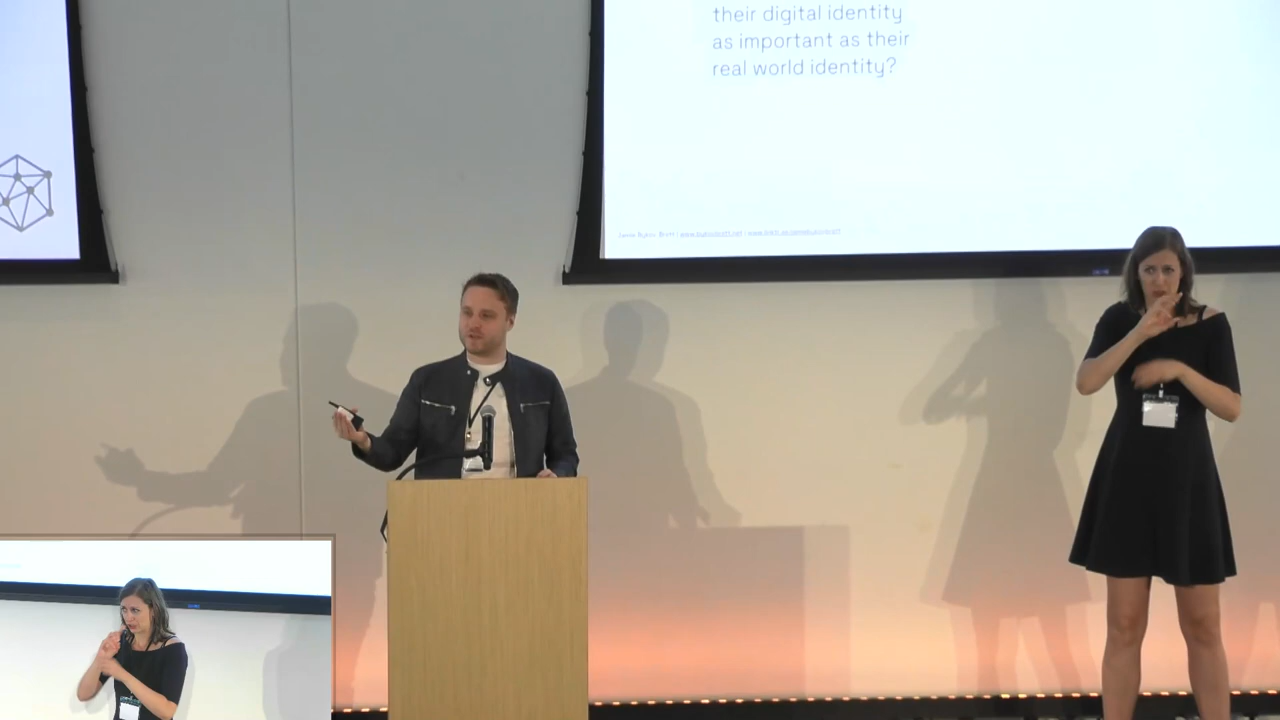 their digital identity
as important as their
real world identity?